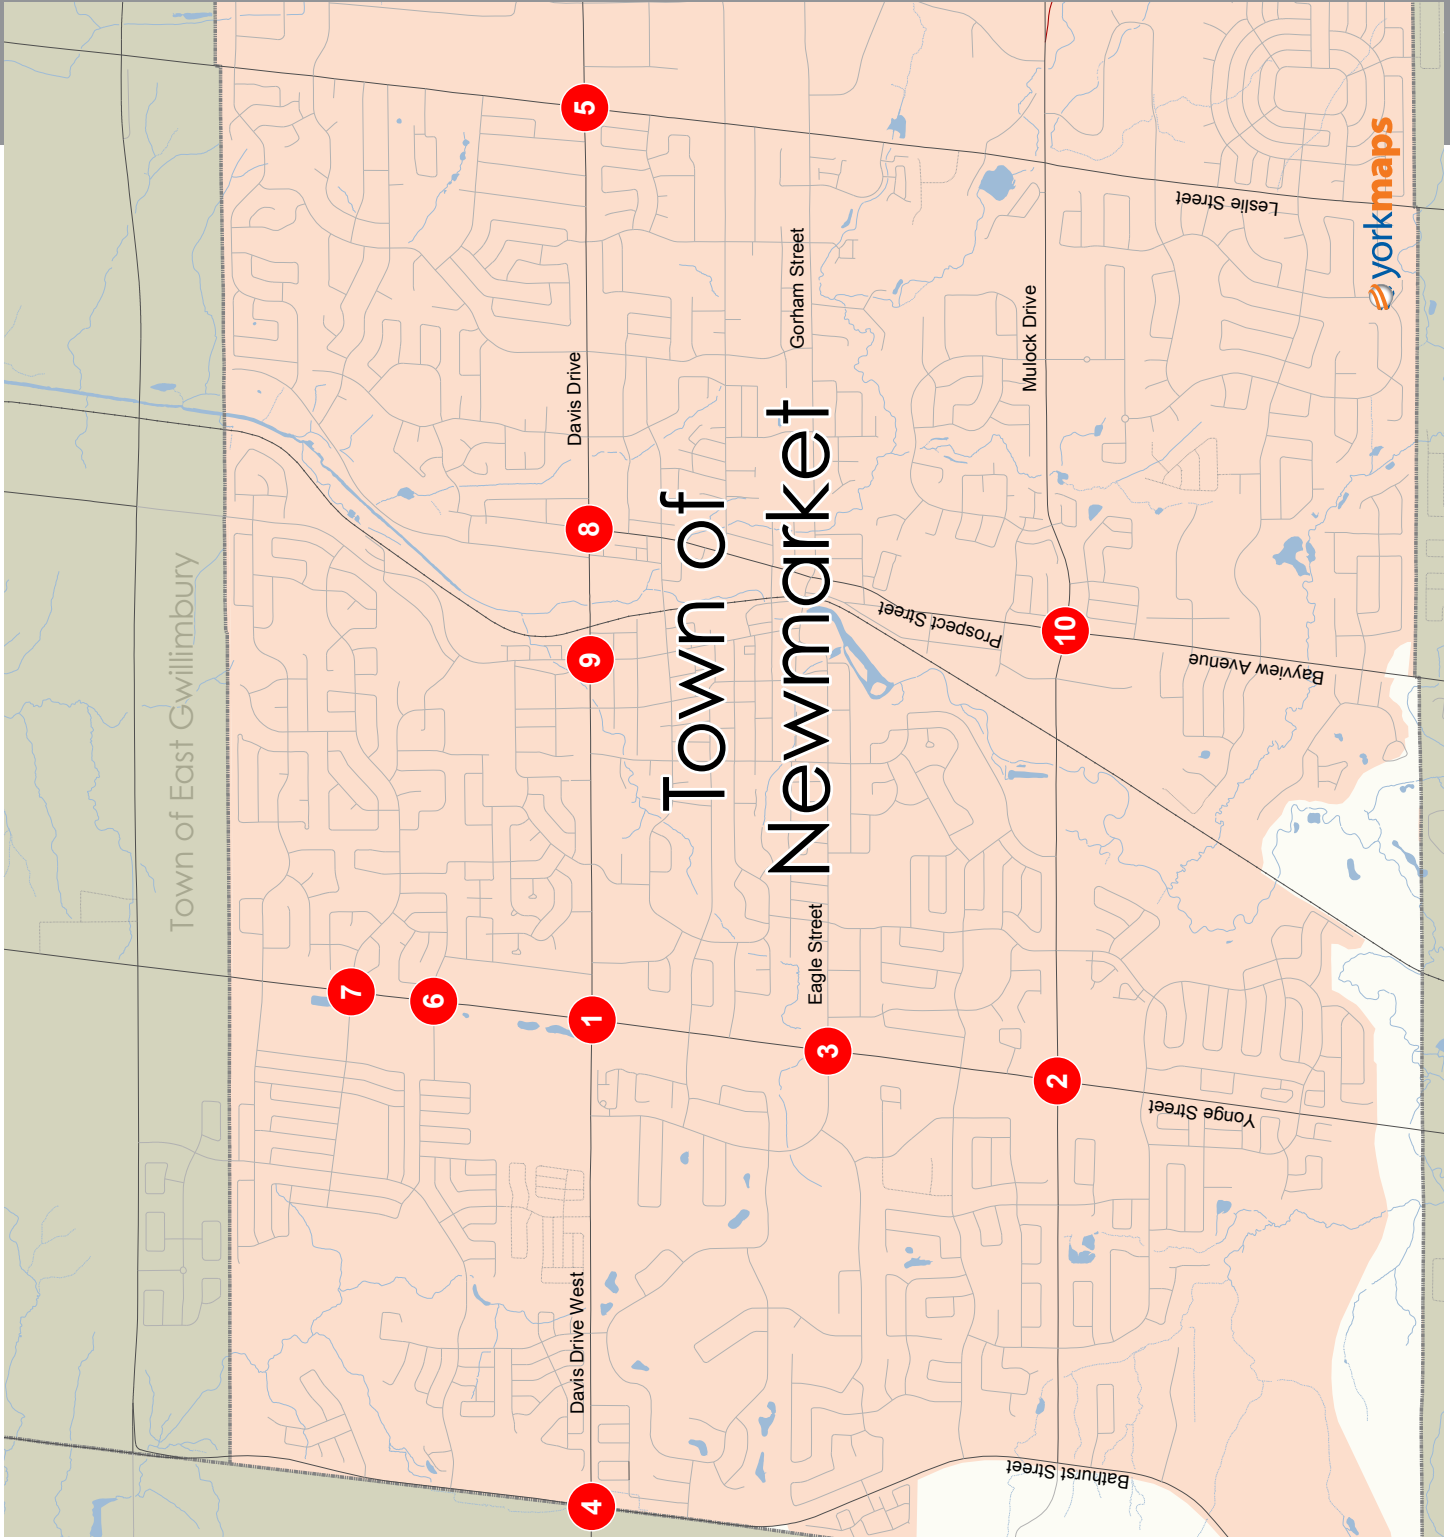 Town of East Gwillimbury
Town of
Newmarket
Davis Drive West
Davis Drive
Eagle Street
Gorham Street
Mulock Drive
Bathurst Street
Yonge Street
Prospect Street
Bayview Avenue
Leslie Street
7
6
1
3
2
4
9
8
5
10
yorkmaps